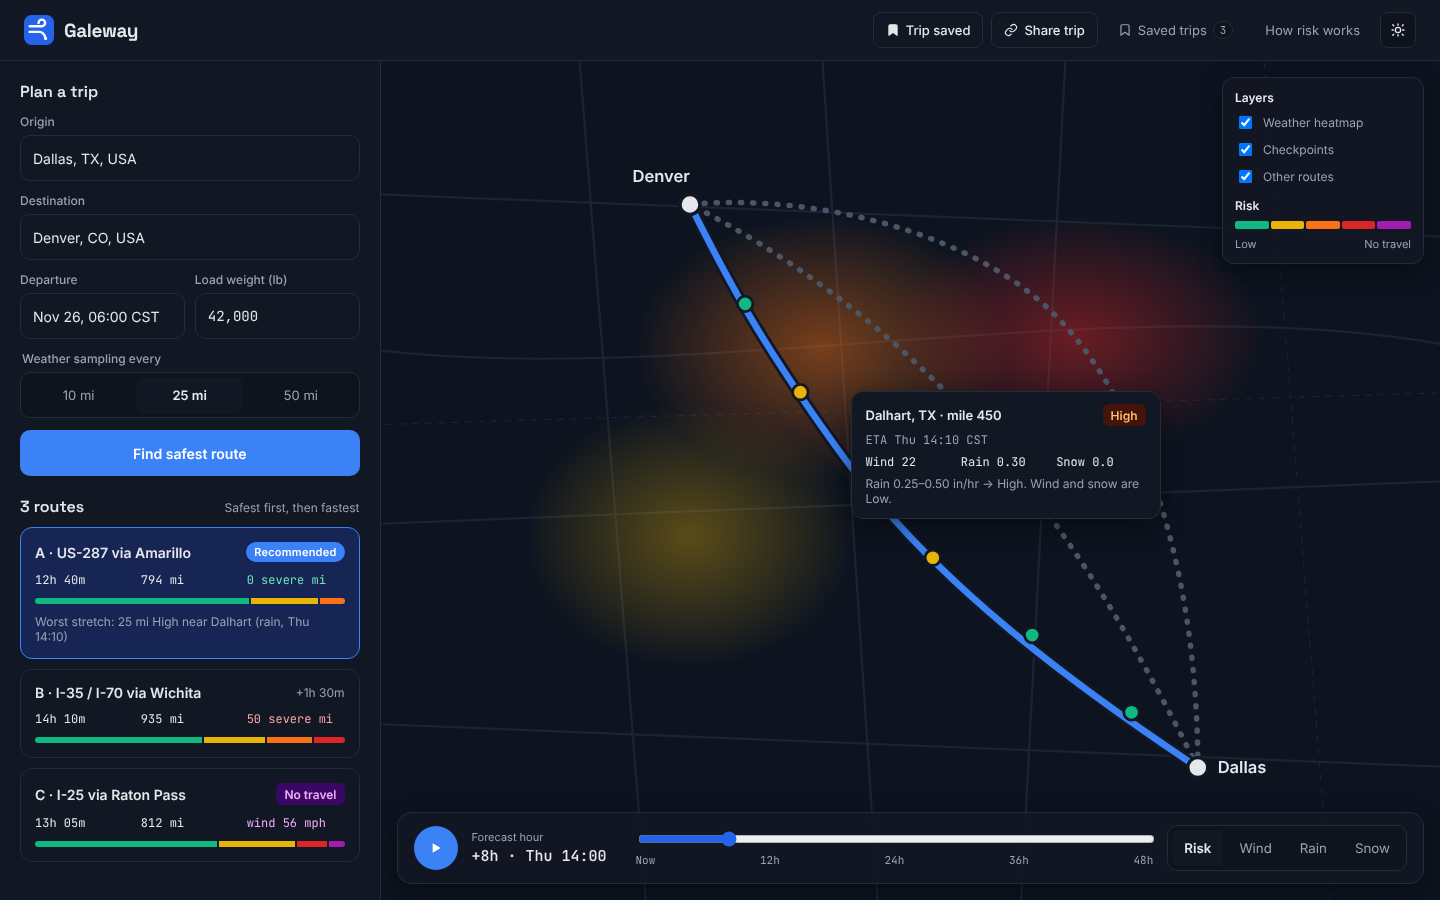 Galeway
Trip saved
Share trip
Saved trips 3
How risk works
Plan a trip
Origin
Dallas, TX, USA
Destination
Denver, CO, USA
Departure
Load weight (lb)
Nov 26, 06:00 CST
42,000
Weather sampling every
10 mi
25 mi
50 mi
Find safest route
3 routes
Safest first, then fastest
A · US-287 via Amarillo
Recommended
12h 40m
794 mi
0 severe mi
Worst stretch: 25 mi High near Dalhart (rain, Thu
14:10)
B · I-35 / I-70 via Wichita
+1h 30m
14h 10m
935 mi
50 severe mi
C · I-25 via Raton Pass
No travel
13h 05m
812 mi
wind 56 mph
Denver
Dalhart, TX · mile 450
High
ETA Thu 14:10 CST
Wind 22
Rain 0.30
Snow 0.0
Rain 0.25–0.50 in/hr → High. Wind and snow are
Low.
Dallas
Layers
Weather heatmap
Checkpoints
Other routes
Risk
Low
No travel
Forecast hour
+8h · Thu 14:00
Now
12h
24h
36h
48h
Risk
Wind
Rain
Snow